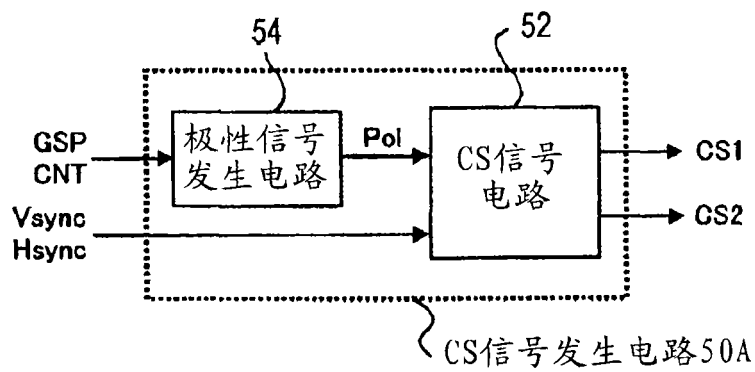 54
52
GSP
CNT
极性信号
发生电路
Pol
CS信号
电路
CS1
CS2
Vsync
Hsync
CS信号发生电路50A